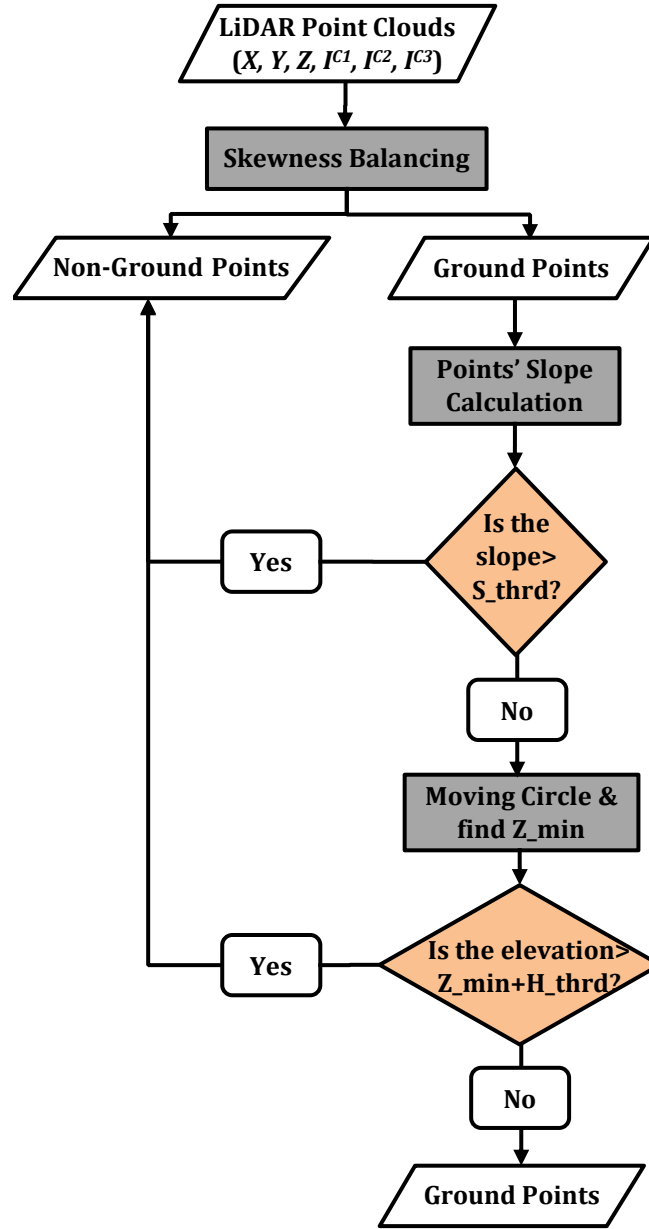 LiDAR Point Clouds
(X, Y, Z, I^C1, I^C2, I^C3)
Skewness Balancing
Non-Ground Points
Ground Points
Points’ Slope
Calculation
Is the
slope>
S_thrd?
Yes
No
Moving Circle &
find Z_min
Is the elevation>
Z_min+H_thrd?
Yes
No
Ground Points